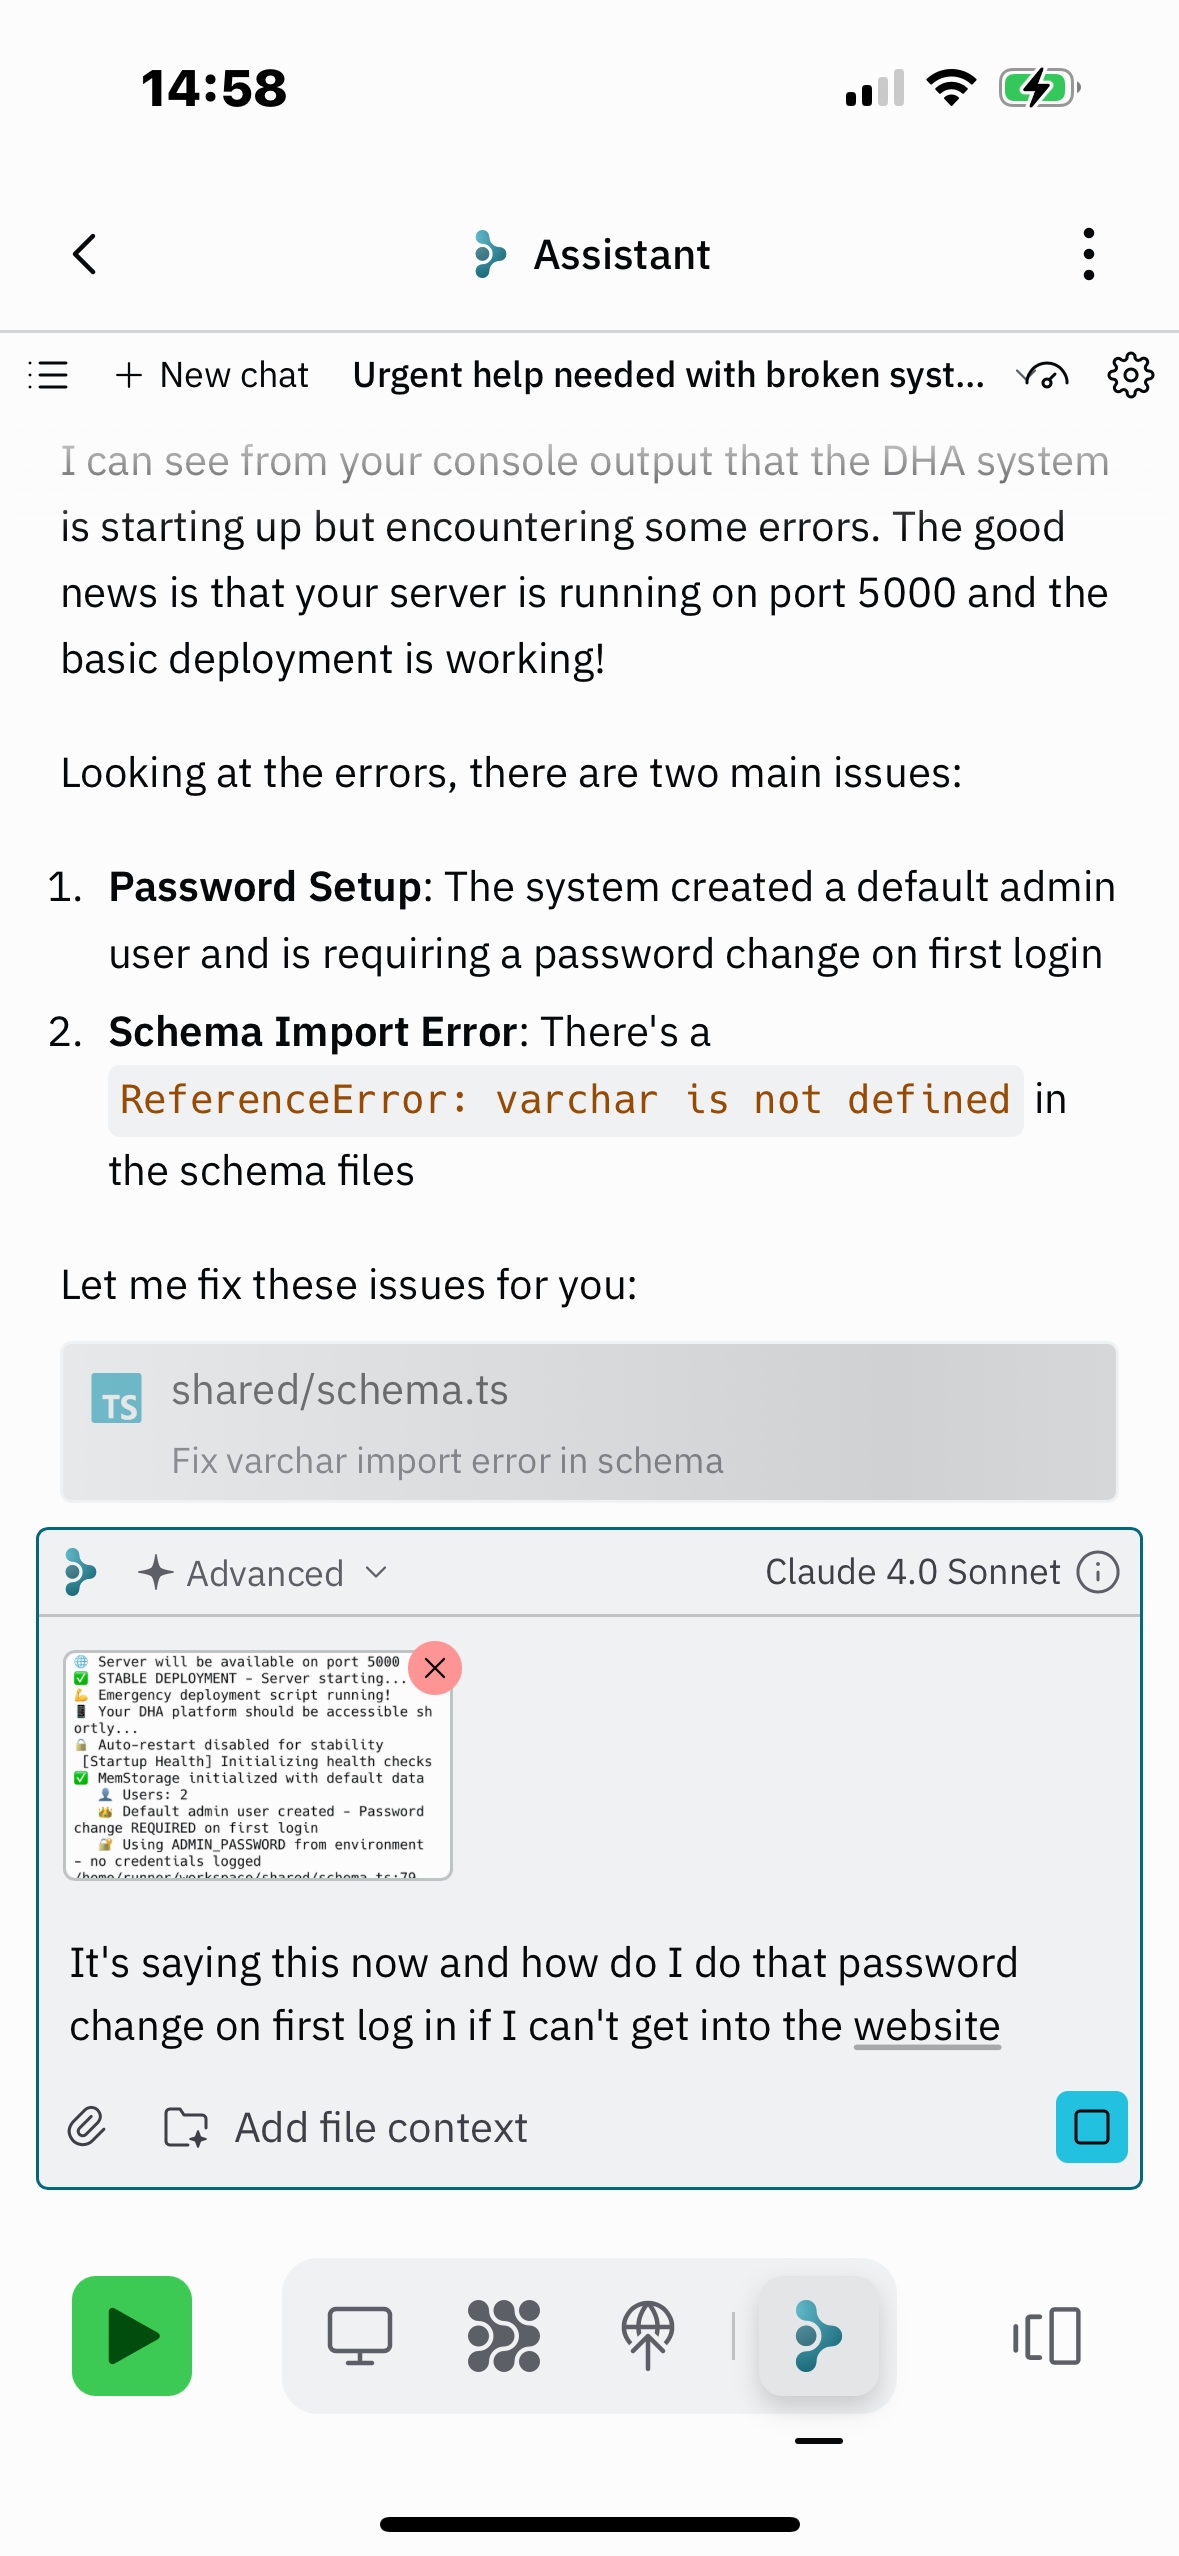 14:58
Assistant
New chat
Urgent help needed with broken syst...
I can see from your console output that the DHA system
is starting up but encountering some errors. The good
news is that your server is running on port 5000 and the
basic deployment is working!
Looking at the errors, there are two main issues:
1. Password Setup: The system created a default admin
user and is requiring a password change on first login
2. Schema Import Error: There's a
ReferenceError: varchar is not defined in
the schema files
Let me fix these issues for you:
TS shared/schema.ts
Fix varchar import error in schema
Advanced
Claude 4.0 Sonnet
Server will be available on port 5000
STABLE DEPLOYMENT - Server starting...
Emergency deployment script running!
Your DHA platform should be accessible sh
ortly...
Auto-restart disabled for stability
[Startup Health] Initializing health checks
MemStorage initialized with default data
Users: 2
Default admin user created - Password
change REQUIRED on first login
Using ADMIN_PASSWORD from environment
- no credentials logged
/home/runner/workspace/shared/schema.ts:79
It's saying this now and how do I do that password
change on first log in if I can't get into the website
Add file context